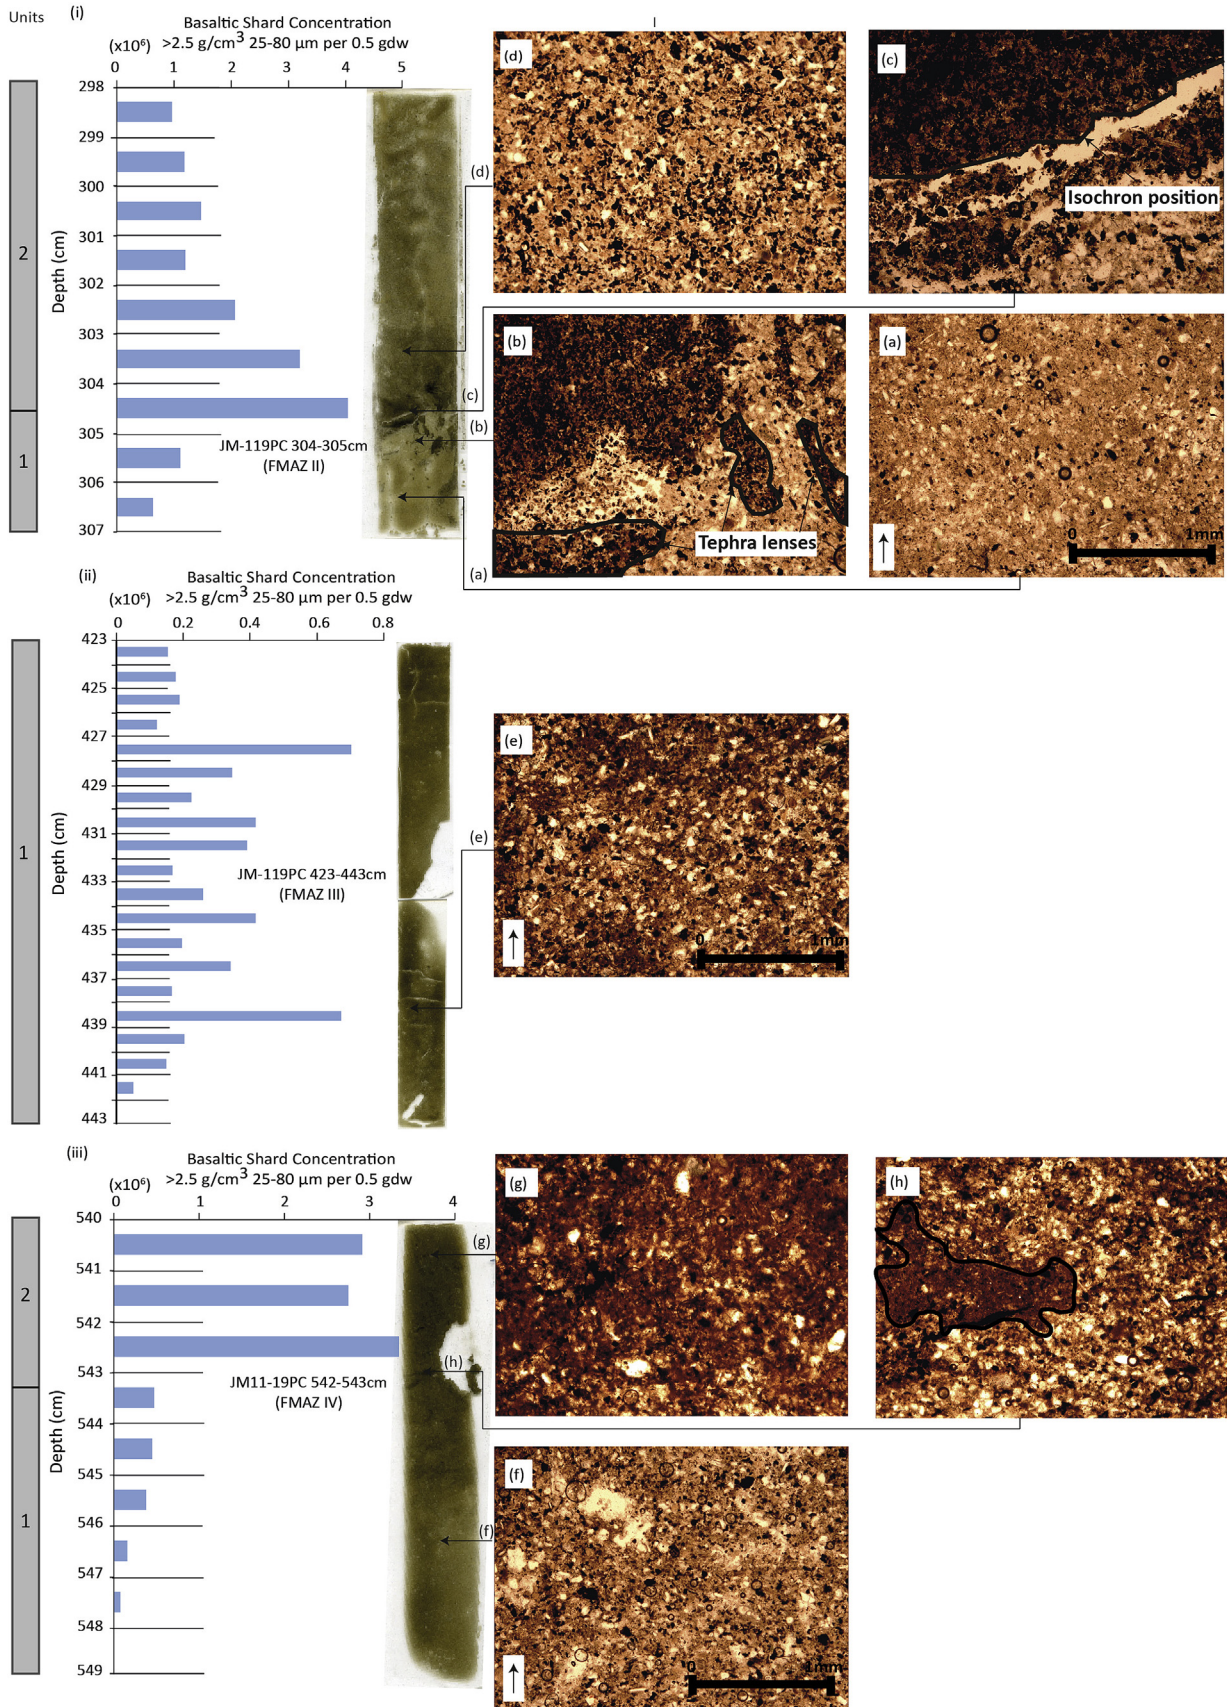 Units
(i)
Basaltic Shard Concentration
(x10⁶) >2.5 g/cm³ 25-80 µm per 0.5 gdw
0 1 2 3 4 5
298
299
300
301
302
303
304
305
306
307
Depth (cm)
2
1
JM-119PC 304-305cm
(FMAZ II)
(d)
(c)
(b)
(a)
(d)
(c)
Isochron position
(b)
Tephra lenses
(a)
0 1mm
(ii)
Basaltic Shard Concentration
(x10⁶) >2.5 g/cm³ 25-80 µm per 0.5 gdw
0 0.2 0.4 0.6 0.8
423
425
427
429
431
433
435
437
439
441
443
Depth (cm)
1
JM-119PC 423-443cm
(FMAZ III)
(e)
(e)
0 1mm
(iii)
Basaltic Shard Concentration
(x10⁶) >2.5 g/cm³ 25-80 µm per 0.5 gdw
0 1 2 3 4
540
541
542
543
544
545
546
547
548
549
Depth (cm)
2
1
JM11-19PC 542-543cm
(FMAZ IV)
(g)
(h)
(f)
(g)
(h)
(f)
0 1mm